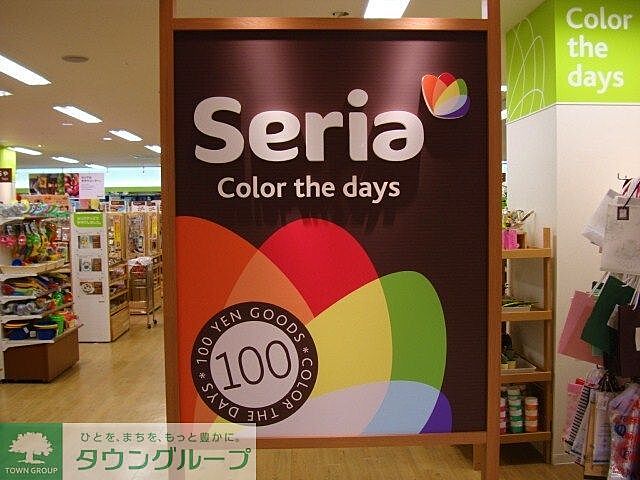 Seria
Color the days
100 YEN GOODS * COLOR THE DAYS *
100
Color
the
days
ひとを、まちを、もっと豊かに。
TOWN GROUP
タウングループ